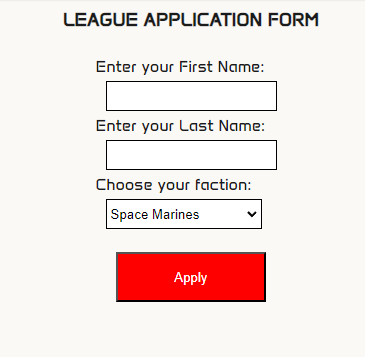 LEAGUE APPLICATION FORM
Enter your First Name:
Enter your Last Name:
Choose your faction:
Space Marines
Apply